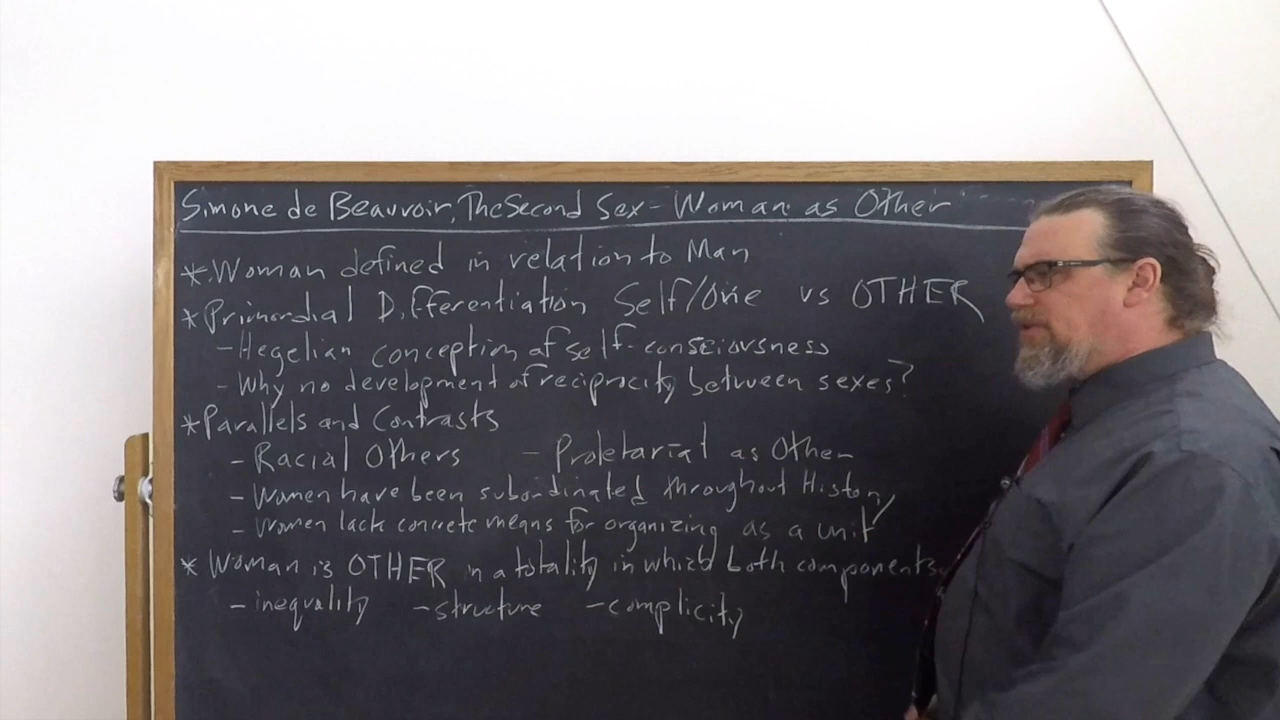 Simone de Beauvoir, The Second Sex - Woman as Other
* Woman defined in relation to Man
* Primordial Differentiation Self/One vs OTHER
- Hegelian conception of self-consciousness
- Why no development of reciprocity between sexes?
* Parallels and Contrasts
- Racial Others - Proletariat as Other
- Women have been subordinated throughout History
- Women lack concrete means for organizing as a unit
* Woman is OTHER in a totality in which both components
- inequality - structure - complicity